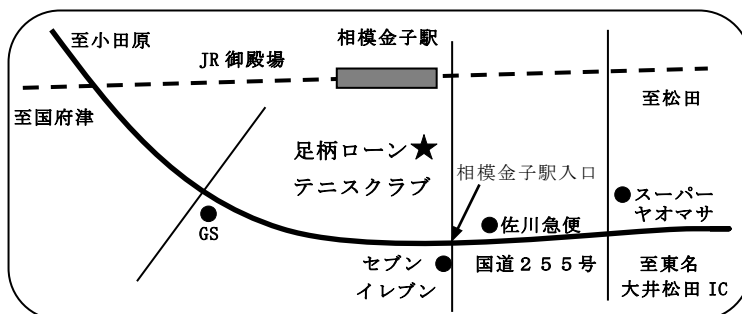 至小田原
相模金子駅
JR 御殿場
至国府津
至松田
足柄ローン★
テニスクラブ
相模金子駅入口
●スーパー
ヤオマサ
●佐川急便
GS
セブン ●
イレブン
国道２５５号
至東名
大井松田 IC